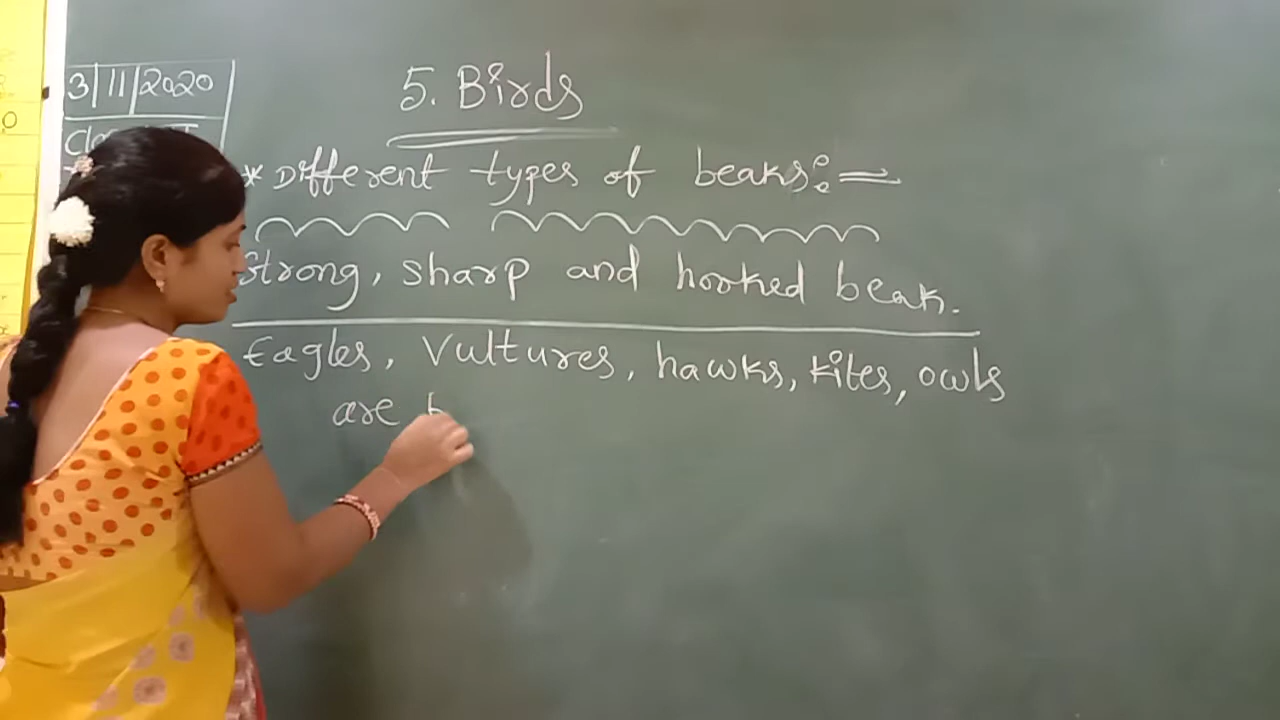 3/11/2020
5. Birds
* Different types of beaks:=
Strong, sharp and hooked beak.
Eagles, Vultures, hawks, kites, owls
are